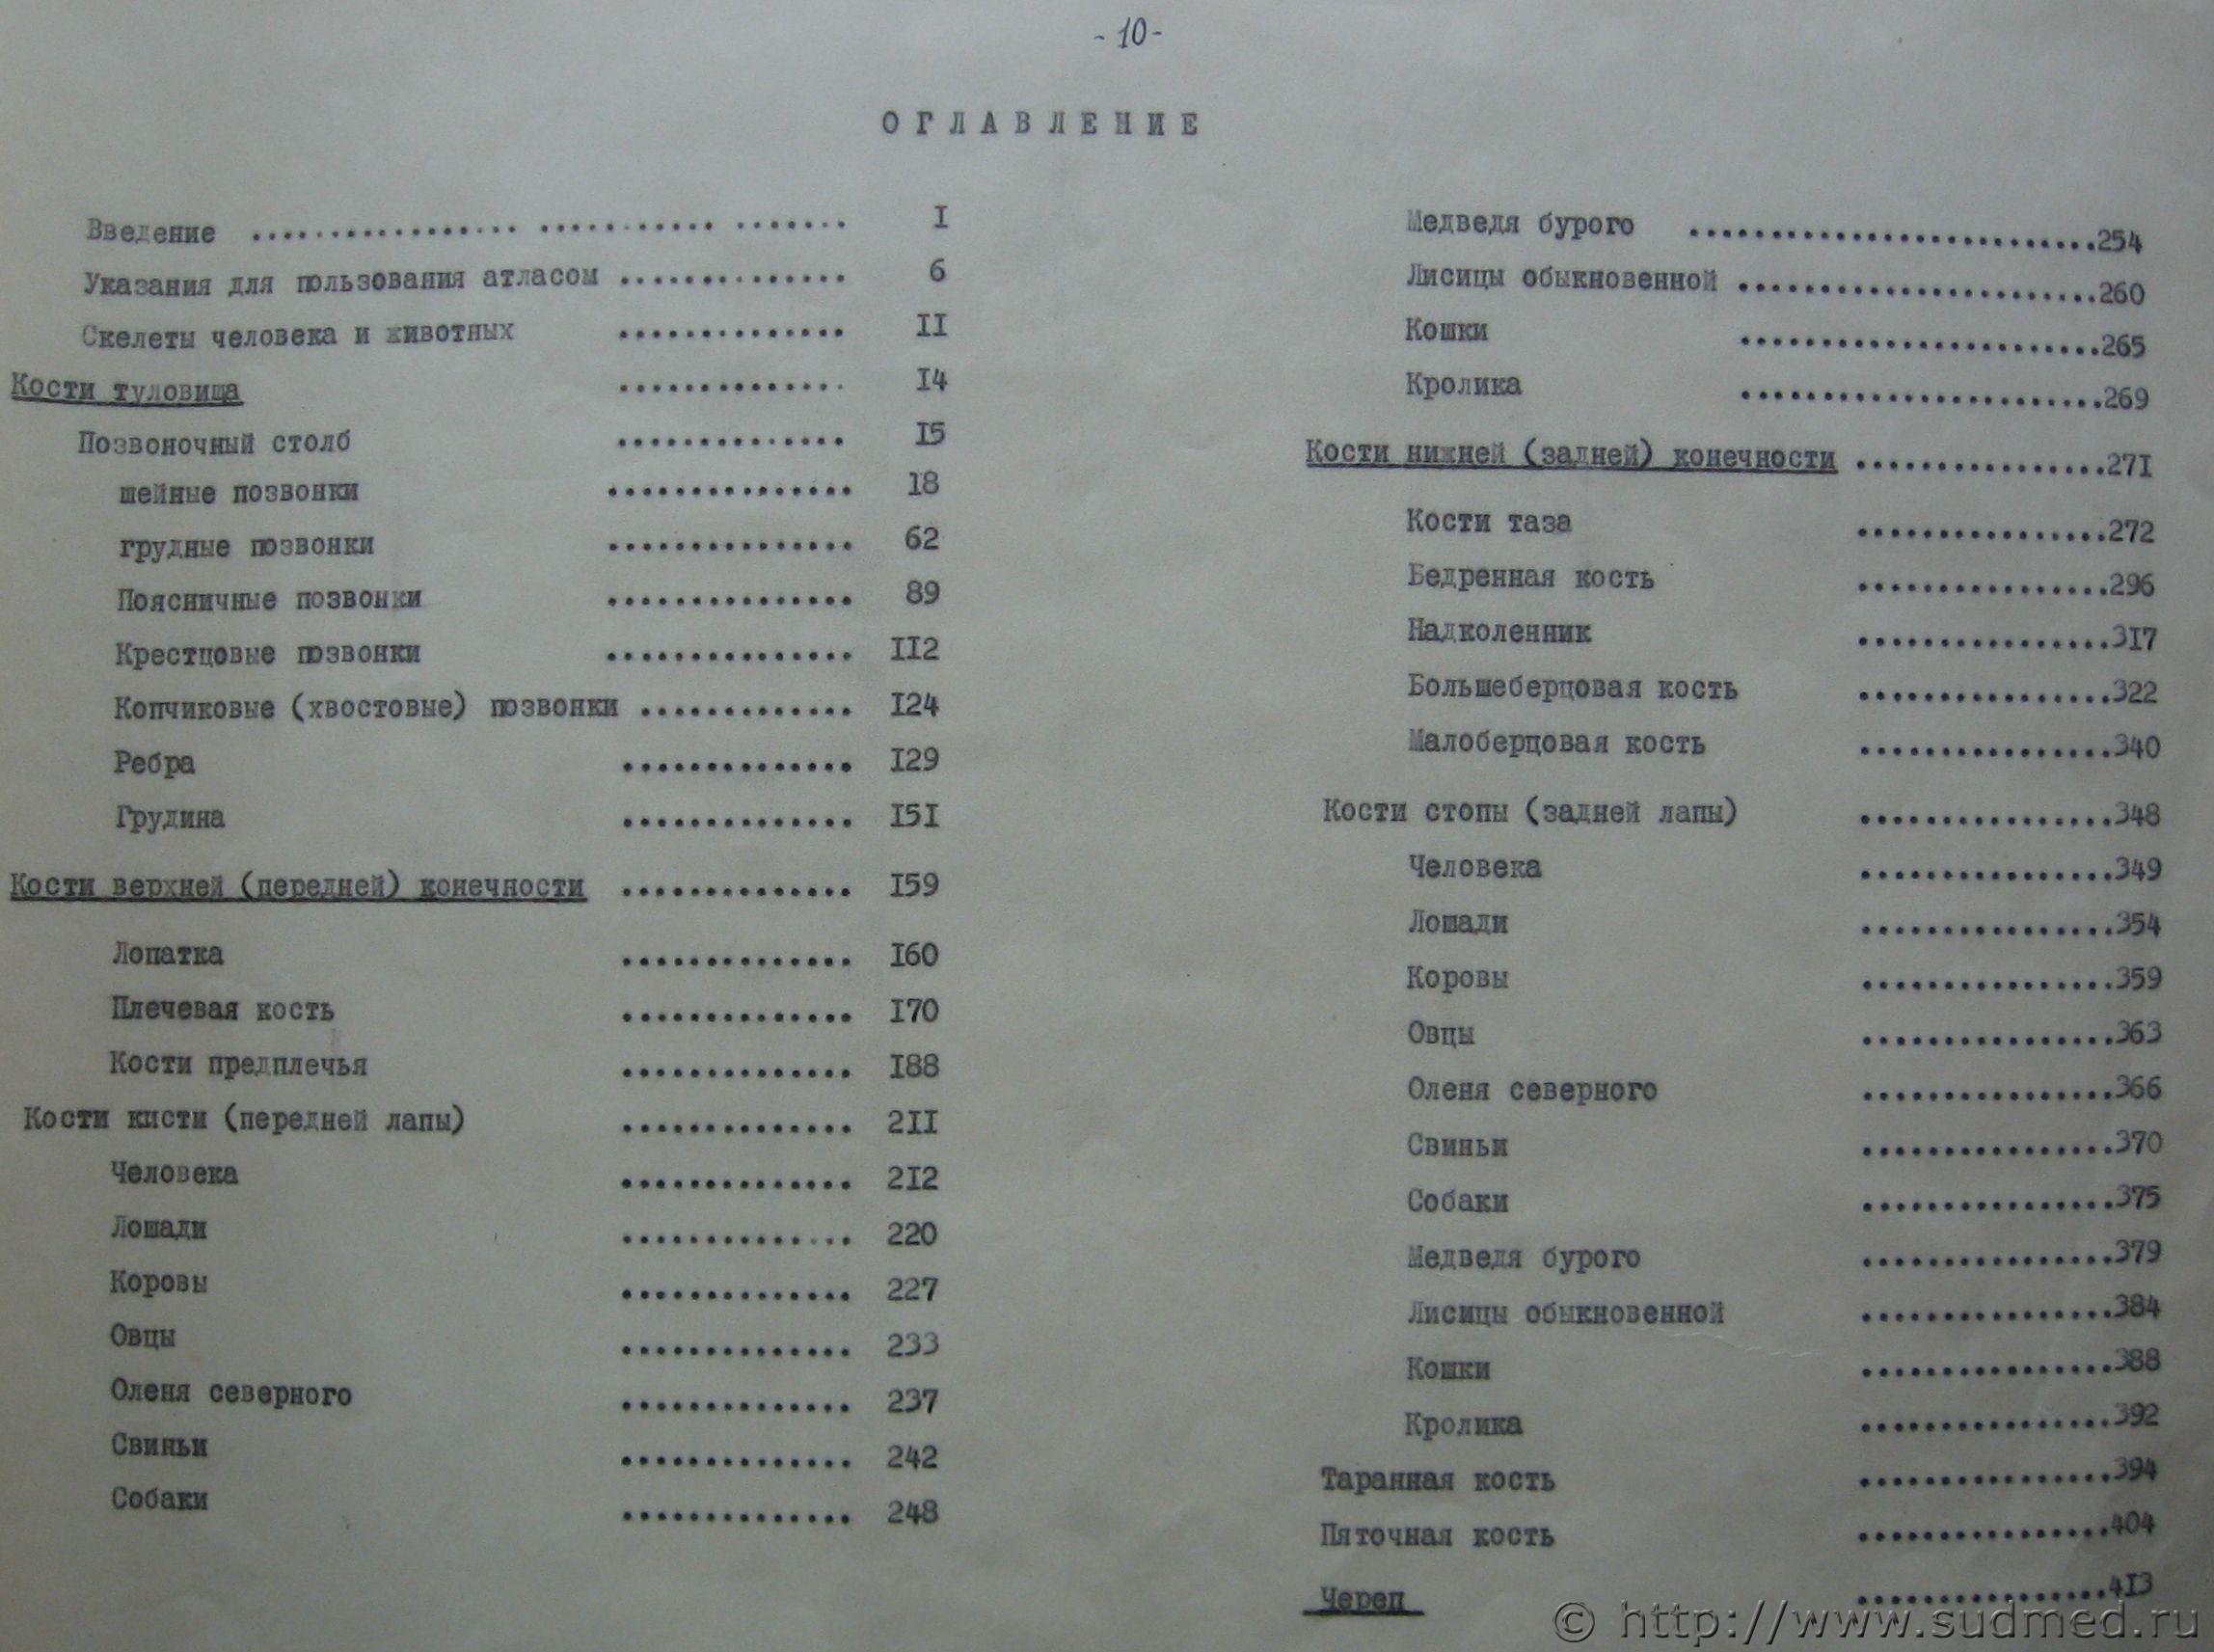 - 10 -
ОГЛАВЛЕНИЕ
Введение ................. ........... ....... I
Указания для пользования атласом .............. 6
Скелеты человека и животных .............. II
Кости туловища .............. I4
Позвоночный столб .............. I5
шейные позвонки ............... I8
грудные позвонки ............... 62
Поясничные позвонки ............... 89
Крестцовые позвонки ............... II2
Копчиковые (хвостовые) позвонки ............. I24
Ребра .............. I29
Грудина .............. I5I
Кости верхней (передней) конечности .............. I59
Лопатка .............. I60
Плечевая кость .............. I70
Кости предплечья .............. I88
Кости кисти (передней лапы) .............. 2II
Человека .............. 2I2
Лошади .............. 220
Коровы .............. 227
Овцы .............. 233
Оленя северного .............. 237
Свиньи .............. 242
Собаки .............. 248
Медведя бурого .........................254
Лисицы обыкновенной ......................260
Кошки ......................265
Кролика ......................269
Кости нижней (задней) конечности ...............27I
Кости таза ...............272
Бедренная кость ...............296
Надколенник ...............3I7
Большеберцовая кость ...............322
Малоберцовая кость ...............340
Кости стопы (задней лапы) ...............348
Человека ...............349
Лошади ...............354
Коровы ...............359
Овцы ...............363
Оленя северного ...............366
Свиньи ...............370
Собаки ...............375
Медведя бурого ...............379
Лисицы обыкновенной ...............384
Кошки ...............388
Кролика ...............392
Таранная кость ...............394
Пяточная кость ...............404
Череп ...............4I3
© http://www.sudmed.ru